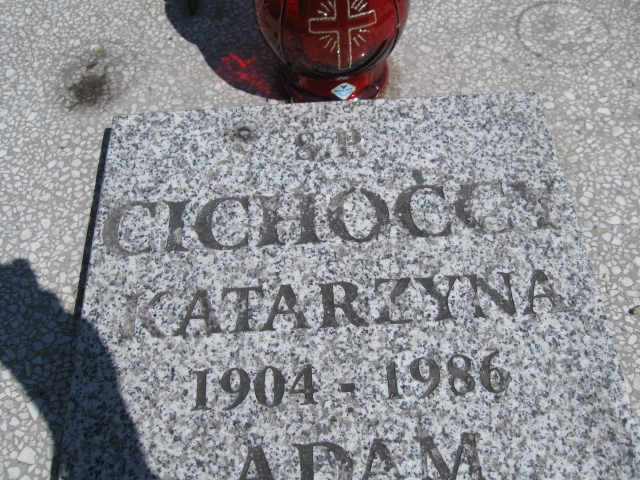 Ś.P.
CICHOCCY
KATARZYNA
1904 - 1986
ADAM